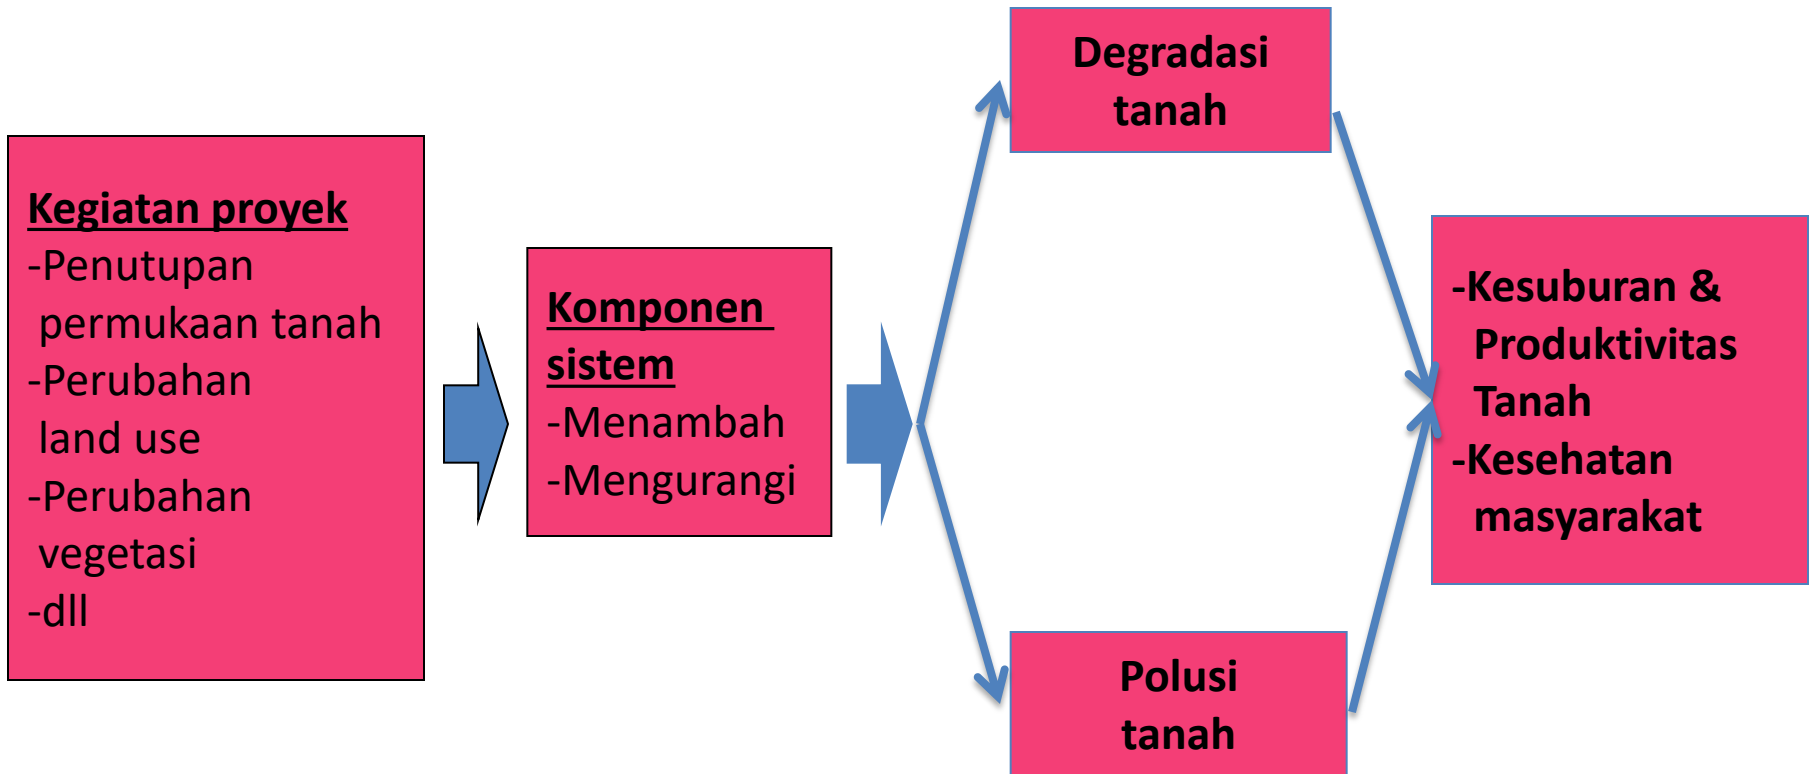 Kegiatan proyek
-Penutupan
permukaan tanah
-Perubahan
land use
-Perubahan
vegetasi
-dll
Komponen
sistem
-Menambah
-Mengurangi
Degradasi
tanah
Polusi
tanah
-Kesuburan &
Produktivitas
Tanah
-Kesehatan
masyarakat